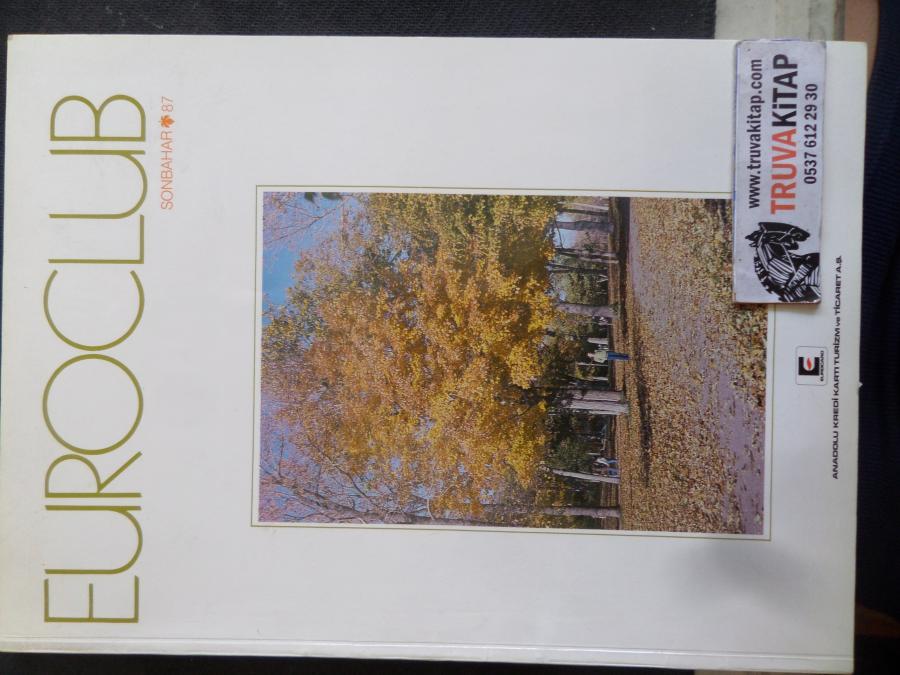 EUROCLUB
SONBAHAR 87
www.truvakitap.com
TRUVAKİTAP
0537 612 29 30
EUROCARD
ANADOLU KREDİ KARTI TURİZM ve TİCARET A.Ş.